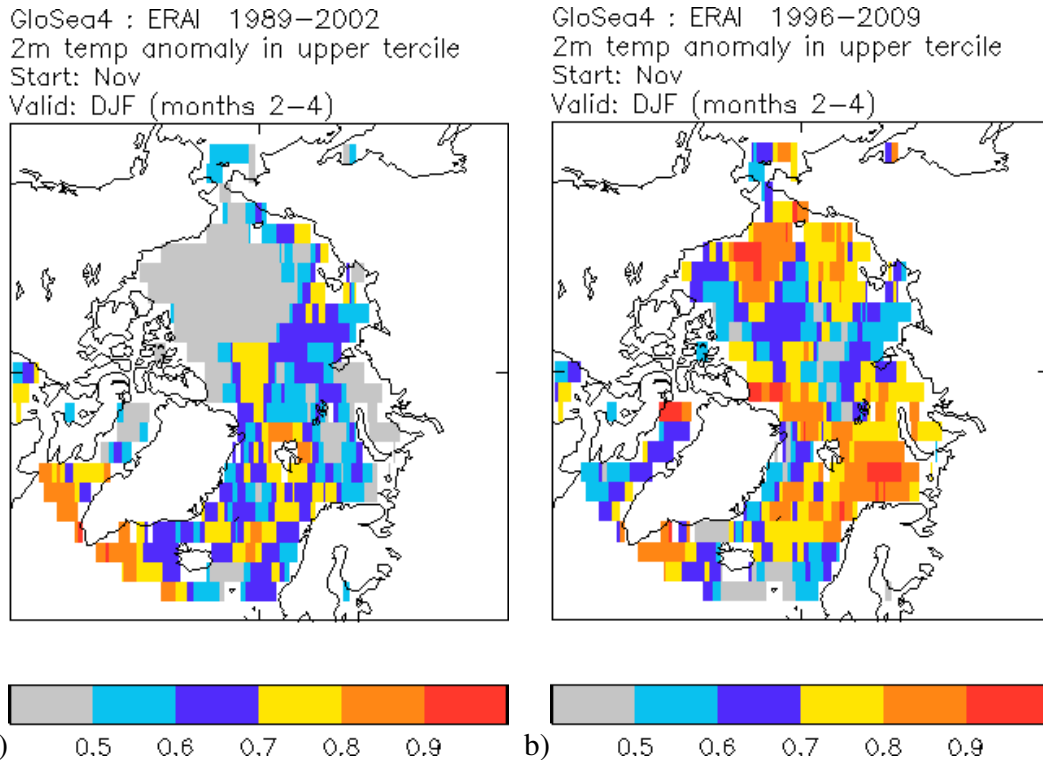 GloSea4 : ERAI 1989-2002
2m temp anomaly in upper tercile
Start: Nov
Valid: DJF (months 2-4)
0.5 0.6 0.7 0.8 0.9
)
GloSea4 : ERAI 1996-2009
2m temp anomaly in upper tercile
Start: Nov
Valid: DJF (months 2-4)
0.5 0.6 0.7 0.8 0.9
b)